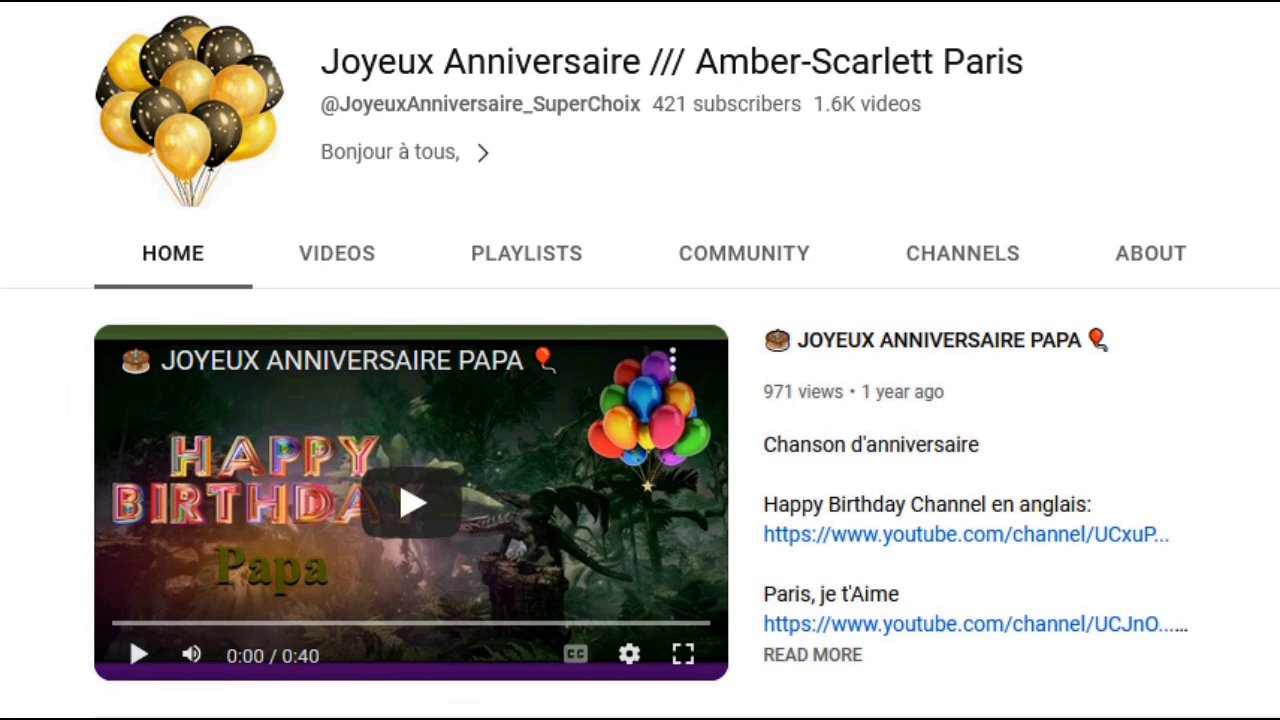 Joyeux Anniversaire /// Amber-Scarlett Paris
@JoyeuxAnniversaire_SuperChoix 421 subscribers 1.6K videos
Bonjour à tous,
HOME VIDEOS PLAYLISTS COMMUNITY CHANNELS ABOUT
🎂 JOYEUX ANNIVERSAIRE PAPA 🎈
HAPPY
BIRTHDAY
Papa
0:00 / 0:40
CC
🎂 JOYEUX ANNIVERSAIRE PAPA 🎈
971 views • 1 year ago
Chanson d'anniversaire
Happy Birthday Channel en anglais:
https://www.youtube.com/channel/UCxuP...
Paris, je t'Aime
https://www.youtube.com/channel/UCJnO......
READ MORE